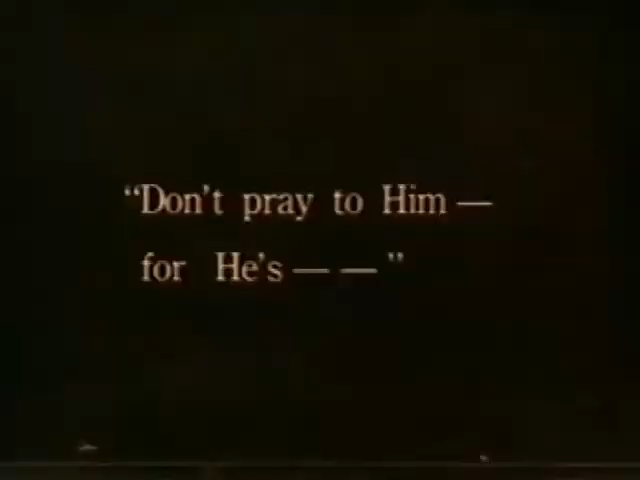 “Don’t pray to Him —
for He’s — — ”